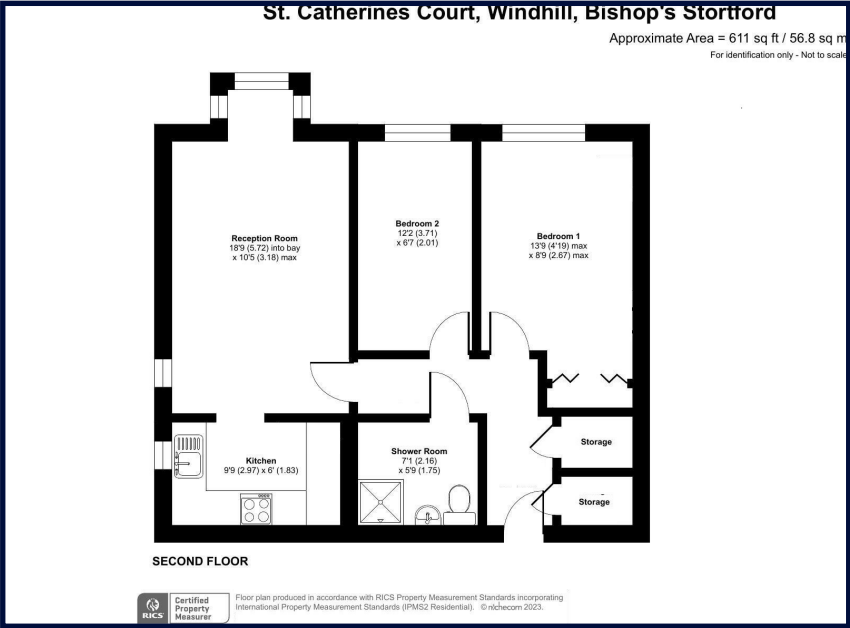 St. Catherines Court, Windhill, Bishop's Stortford
Approximate Area = 611 sq ft / 56.8 sq m
For identification only - Not to scale
Reception Room
18'9 (5.72) into bay
x 10'5 (3.18) max
Bedroom 2
12'2 (3.71)
x 6'7 (2.01)
Bedroom 1
13'9 (4'19) max
x 8'9 (2.67) max
Kitchen
9'9 (2.97) x 6' (1.83)
Shower Room
7'1 (2.16)
x 5'9 (1.75)
Storage
Storage
SECOND FLOOR
RICS
Certified
Property
Measurer
Floor plan produced in accordance with RICS Property Measurement Standards incorporating
International Property Measurement Standards (IPMS2 Residential). © nichecom 2023.